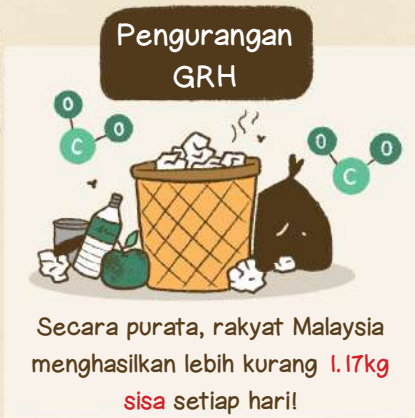 Pengurangan
GRH
O
O
C
O
O
C
Secara purata, rakyat Malaysia
menghasilkan lebih kurang 1.17kg
sisa setiap hari!